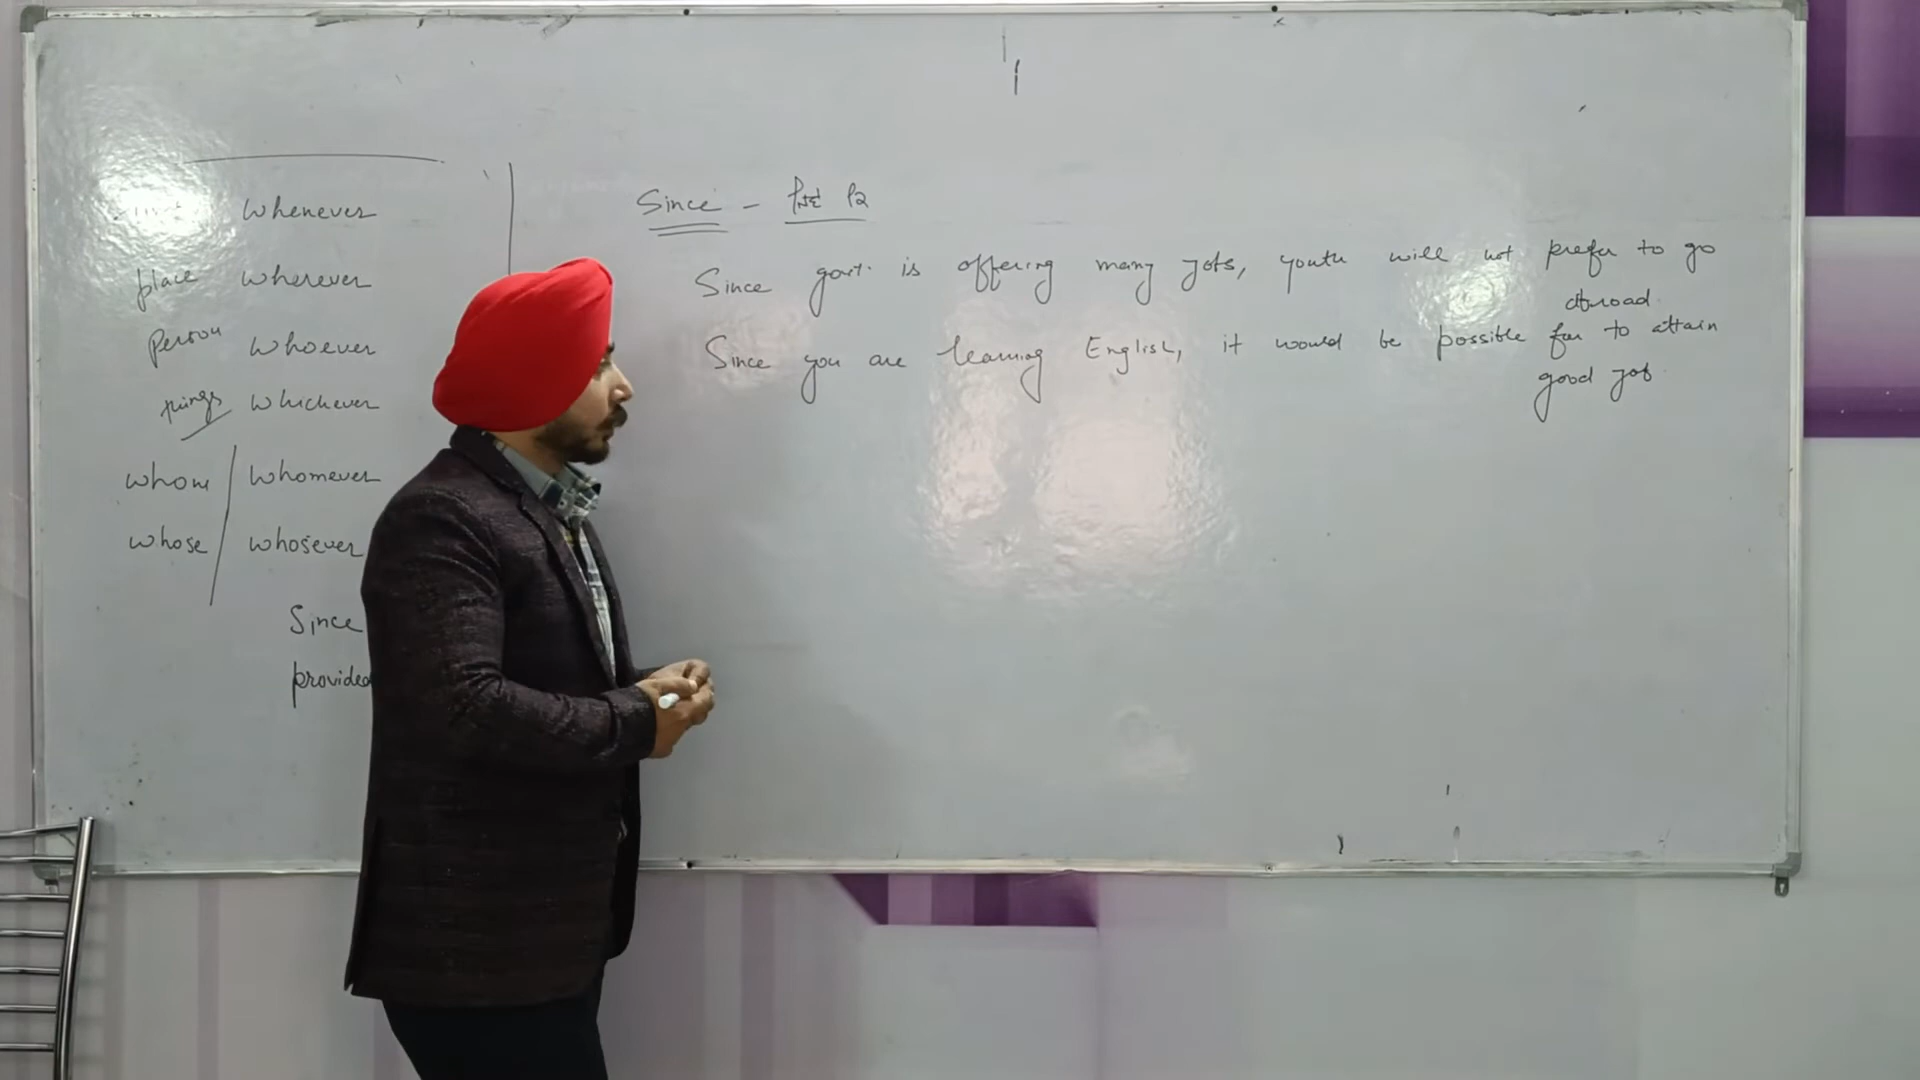 whenever
place wherever
Person whoever
things whichever
whom whomever
whose whosever
Since
provided
Since –
Since govt. is offering many jobs, youth will not prefer to go
abroad.
Since you are learning English, it would be possible for to attain
good job